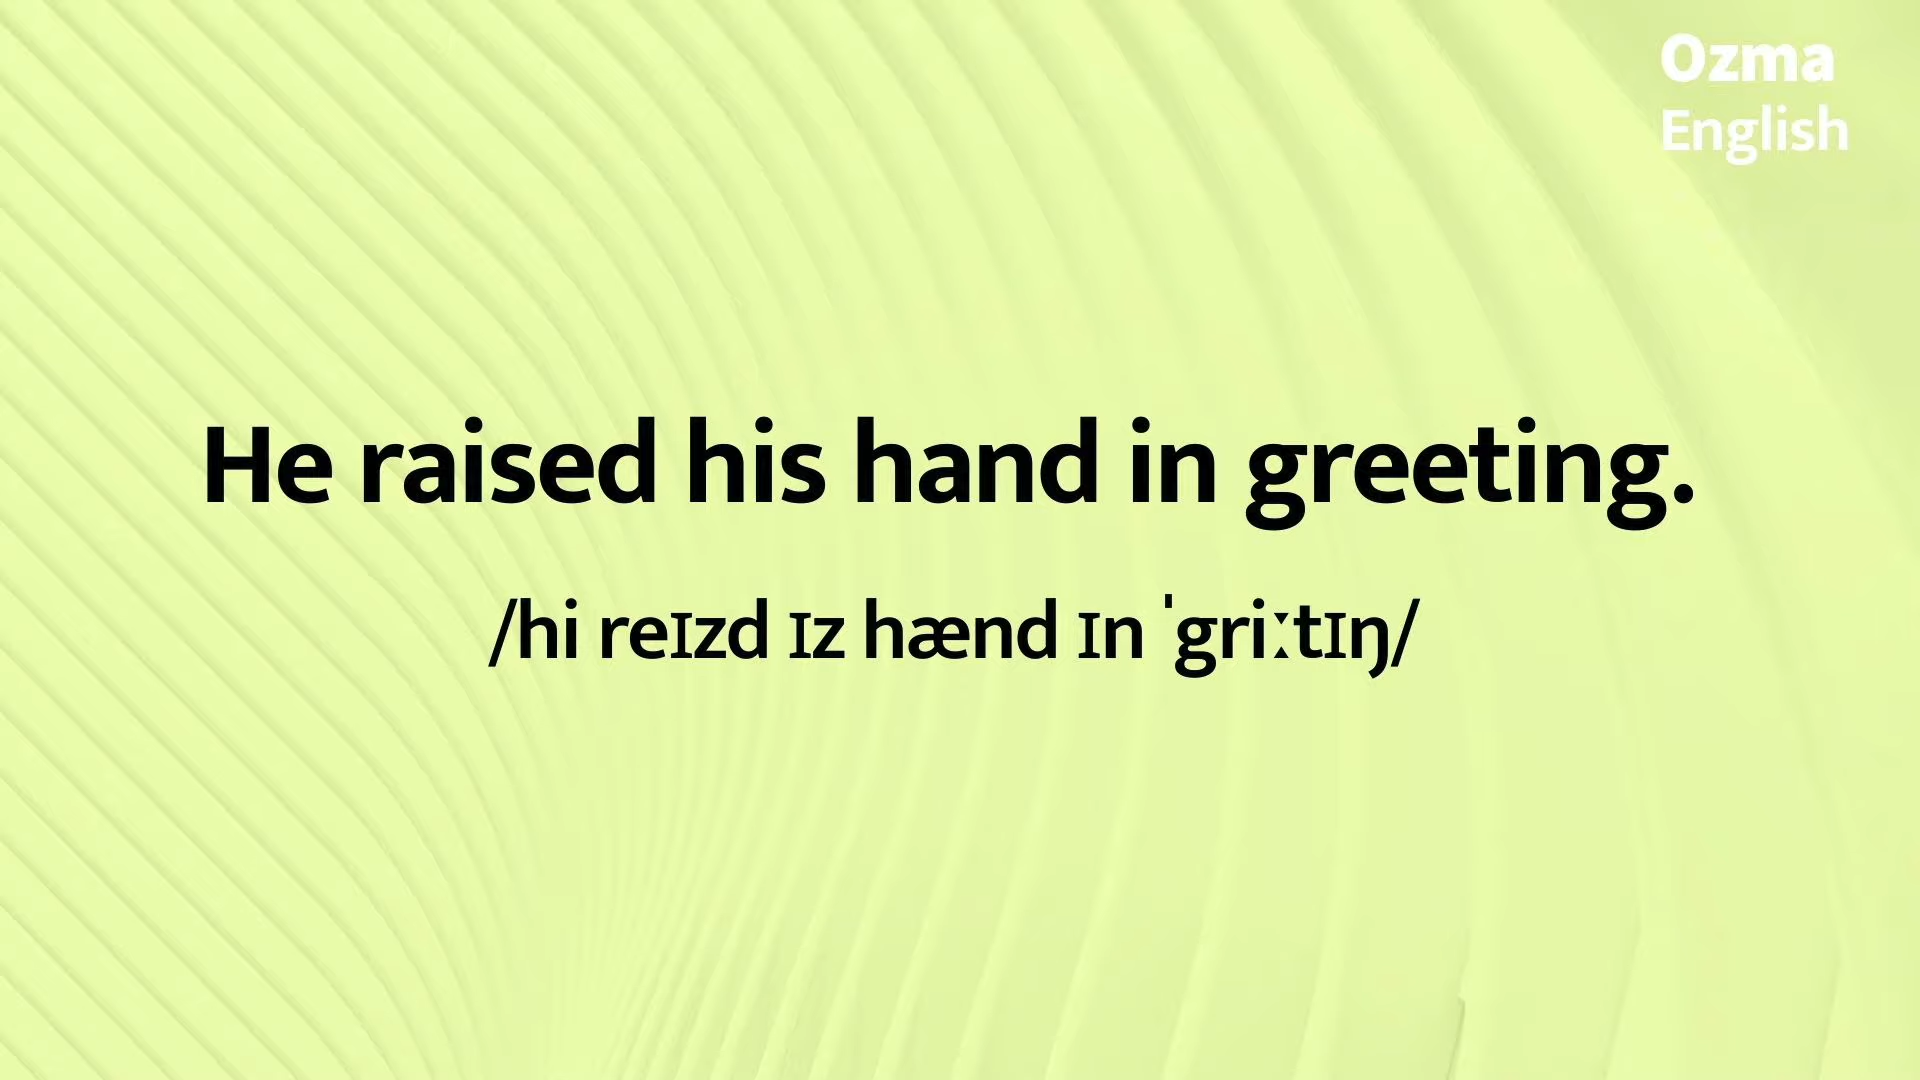 Ozma
English
He raised his hand in greeting.
/hi reɪzd ɪz hænd ɪn ˈɡriːtɪŋ/